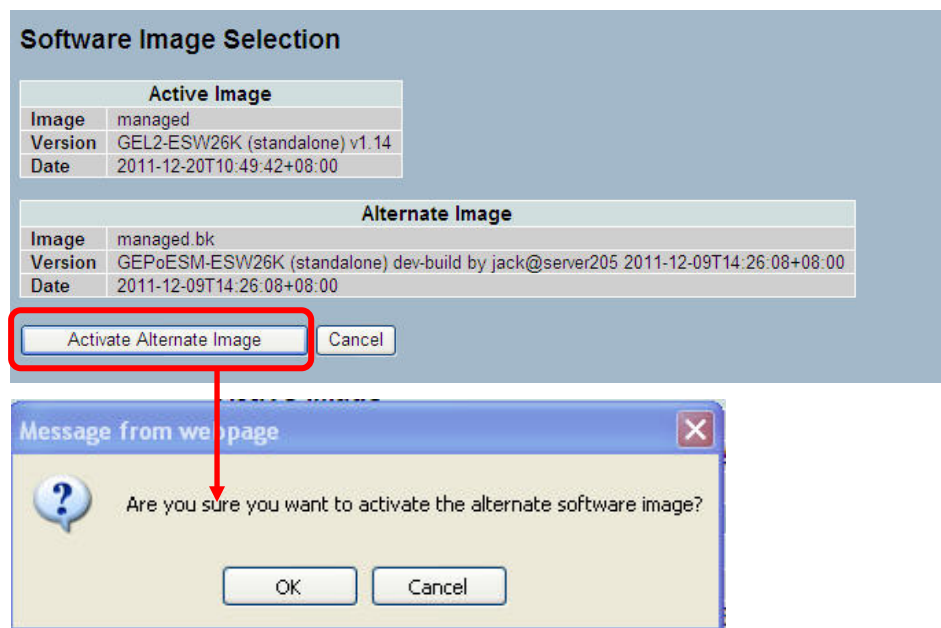 Software Image Selection
Active Image
Image managed
Version GEL2-ESW26K (standalone) v1.14
Date 2011-12-20T10:49:42+08:00
Alternate Image
Image managed.bk
Version GEPoESM-ESW26K (standalone) dev-build by jack@server205 2011-12-09T14:26:08+08:00
Date 2011-12-09T14:26:08+08:00
Activate Alternate Image Cancel
Message from webpage
Are you sure you want to activate the alternate software image?
OK Cancel